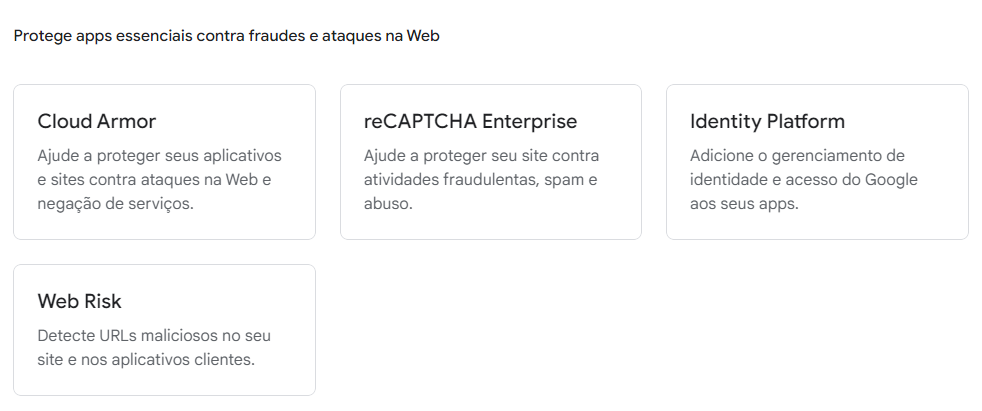 Protege apps essenciais contra fraudes e ataques na Web
Cloud Armor
Ajude a proteger seus aplicativos
e sites contra ataques na Web e
negação de serviços.
reCAPTCHA Enterprise
Ajude a proteger seu site contra
atividades fraudulentas, spam e
abuso.
Identity Platform
Adicione o gerenciamento de
identidade e acesso do Google
aos seus apps.
Web Risk
Detecte URLs maliciosos no seu
site e nos aplicativos clientes.